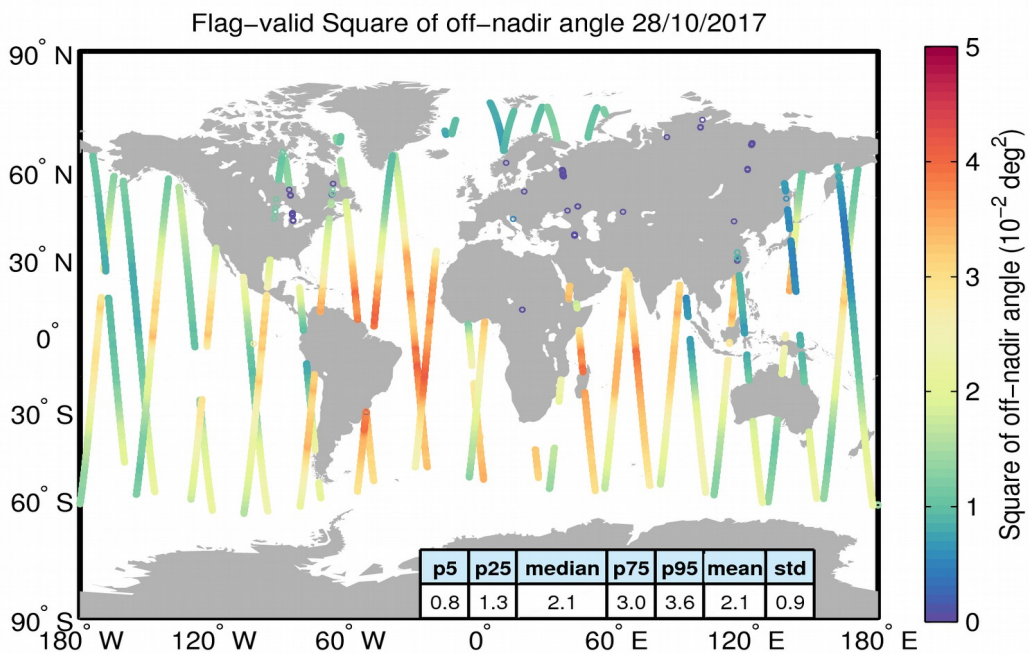 Flag−valid Square of off−nadir angle 28/10/2017
90° N
60° N
30° N
0°
30° S
60° S
90° S
180° W
120° W
60° W
0°
60° E
120° E
180° E
p5 p25 median p75 p95 mean std
0.8 1.3 2.1 3.0 3.6 2.1 0.9
5
4
3
2
1
0
Square of off−nadir angle (10⁻² deg²)